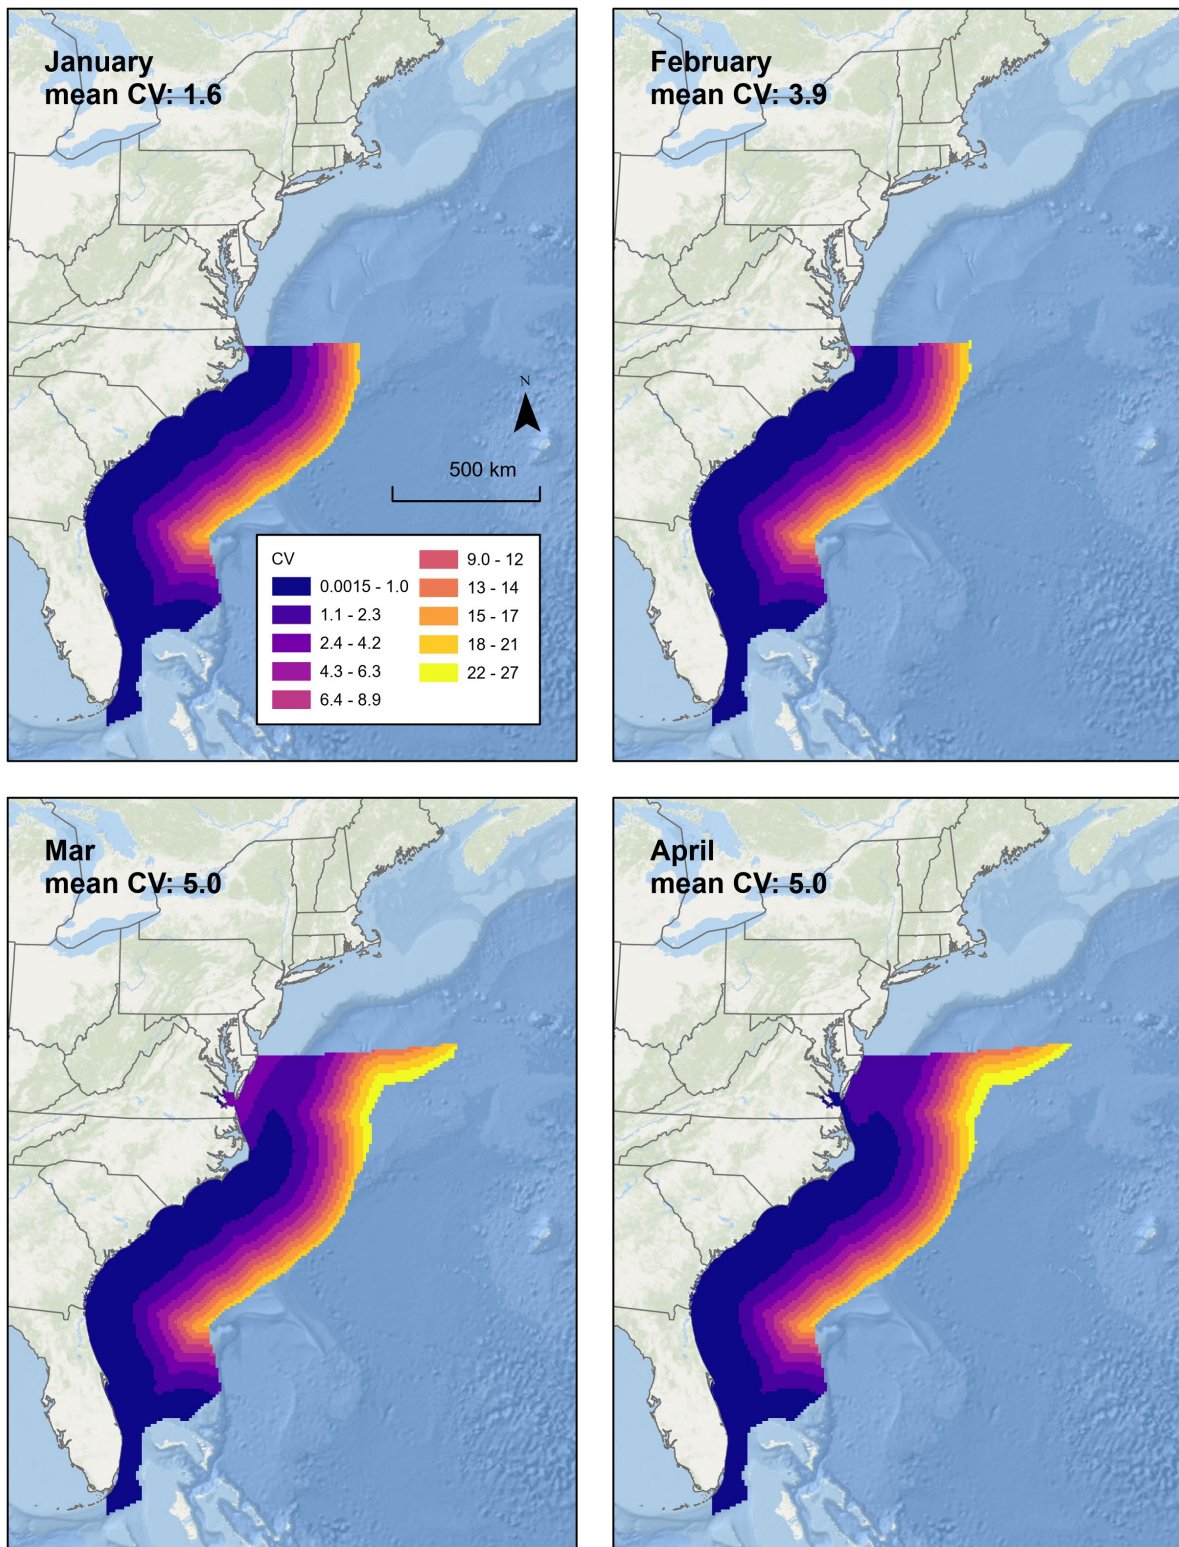 January
mean CV: 1.6
February
mean CV: 3.9
N
500 km
CV
0.0015 - 1.0
1.1 - 2.3
2.4 - 4.2
4.3 - 6.3
6.4 - 8.9
9.0 - 12
13 - 14
15 - 17
18 - 21
22 - 27
Mar
mean CV: 5.0
April
mean CV: 5.0